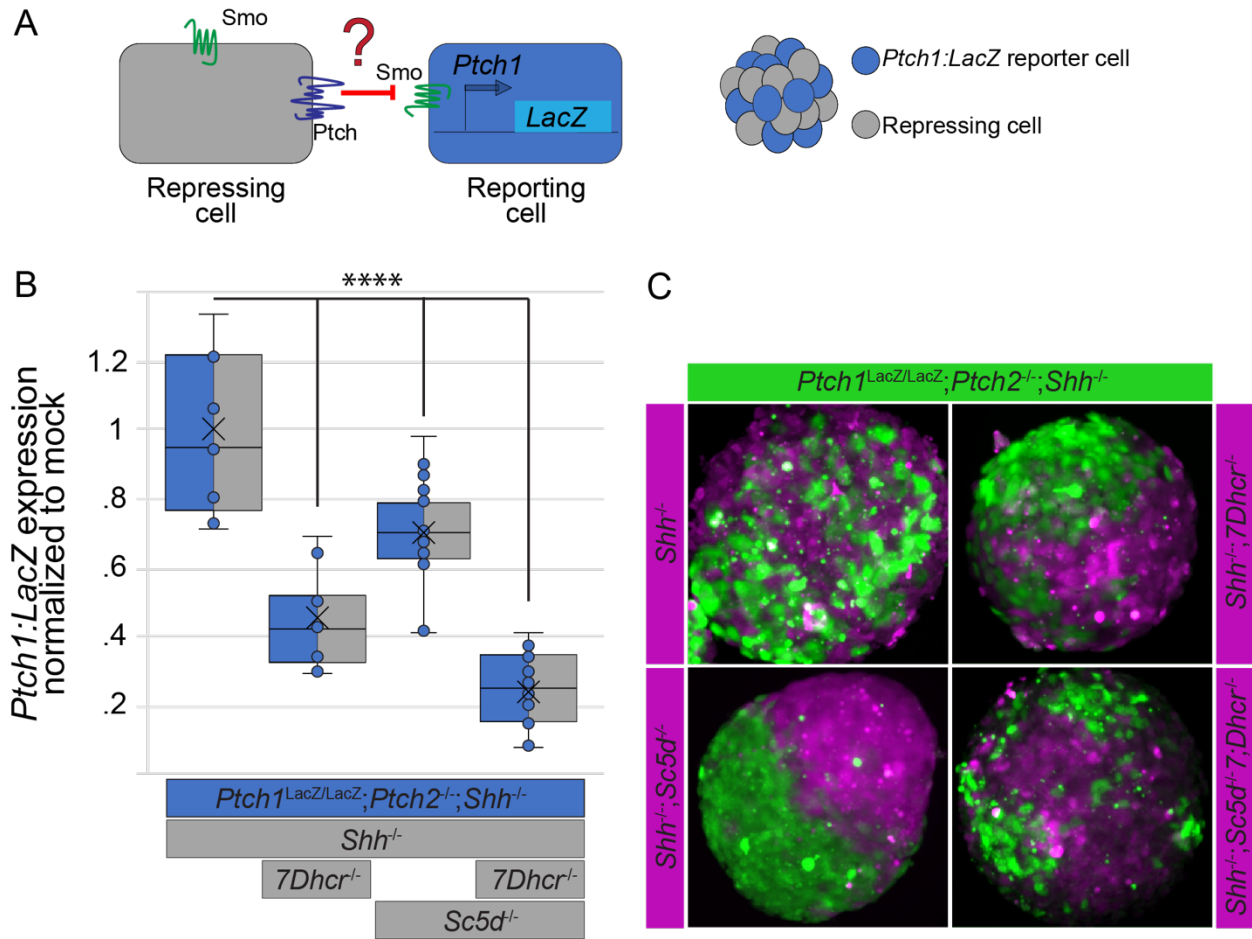 A
Smo
?
Smo
Ptch1
LacZ
Ptch
Repressing
cell
Reporting
cell
Ptch1:LacZ reporter cell
Repressing cell
B
Ptch1:LacZ expression
normalized to mock
****
1.2
1
.8
.6
.4
.2
Ptch1LacZ/LacZ;Ptch2-/-;Shh-/-
Shh-/-
7Dhcr-/-
7Dhcr-/-
Sc5d-/-
C
Ptch1LacZ/LacZ;Ptch2-/-;Shh-/-
Shh-/-
Shh-/-;7Dhcr-/-
Shh-/-;Sc5d-/-
Shh-/-;Sc5d-/-7;Dhcr-/-